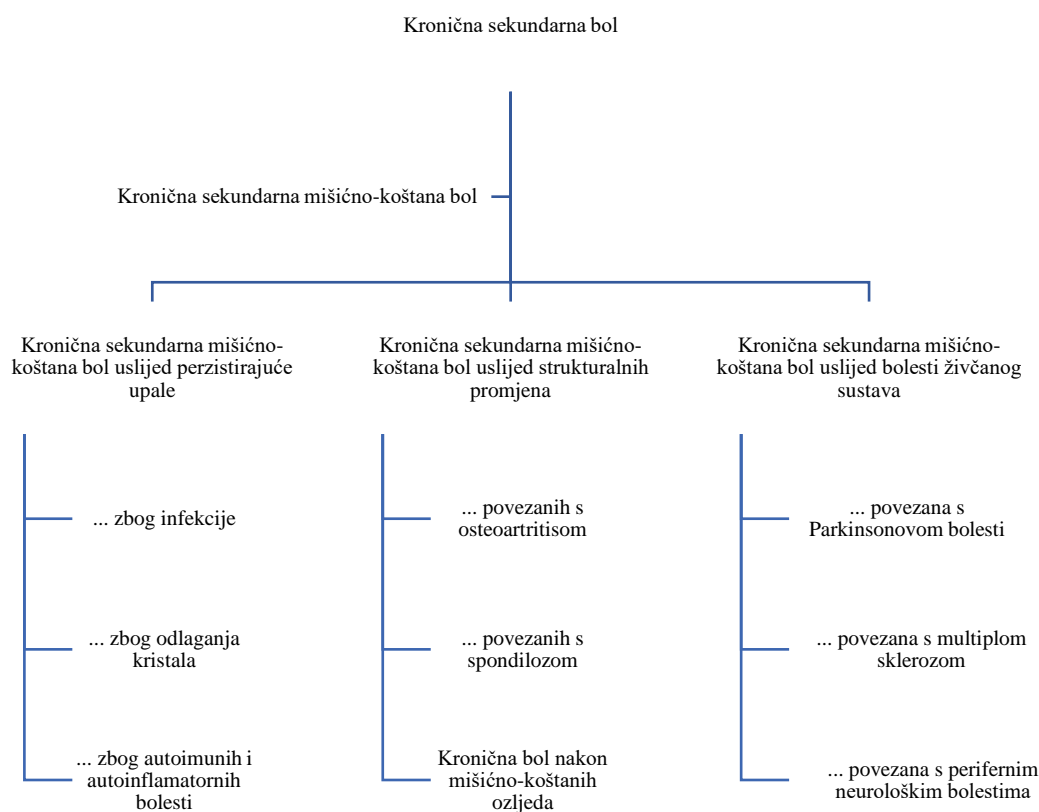 Kronična sekundarna bol
Kronična sekundarna mišićno-koštana bol
Kronična sekundarna mišićno-
koštana bol uslijed perzistirajuće
upale
Kronična sekundarna mišićno-
koštana bol uslijed strukturalnih
promjena
Kronična sekundarna mišićno-
koštana bol uslijed bolesti živčanog
sustava
... zbog infekcije
... zbog odlaganja
kristala
... zbog autoimunih i
autoinflamatornih
bolesti
... povezanih s
osteoartritisom
... povezanih s
spondilozom
Kronična bol nakon
mišićno-koštanih
ozljeda
... povezana s
Parkinsonovom bolesti
... povezana s multiplom
sklerozom
... povezana s perifernim
neurološkim bolestima